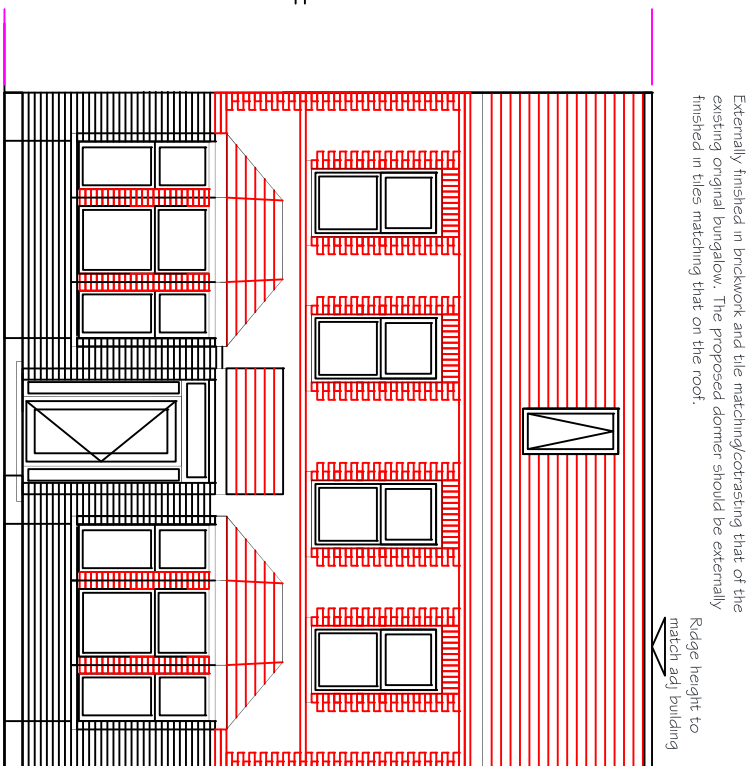 Externally finished in brickwork and tile matching/cotrasting that of the
existing original bungalow. The proposed dormer should be externally
finished in tiles matching that on the roof.
Ridge height to
match adj building